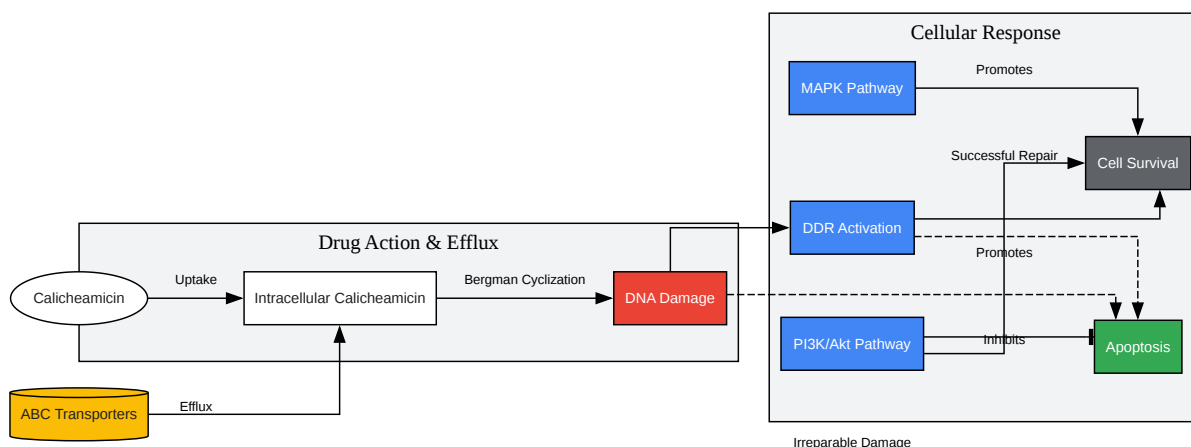 Cellular Response
MAPK Pathway
Promotes
Successful Repair
Cell Survival
Drug Action & Efflux
DDR Activation
Promotes
Calicheamicin
Uptake
Intracellular Calicheamicin
Bergman Cyclization
DNA Damage
PI3K/Akt Pathway
Inhibits
Apoptosis
ABC Transporters
Efflux
Irreparable Damage